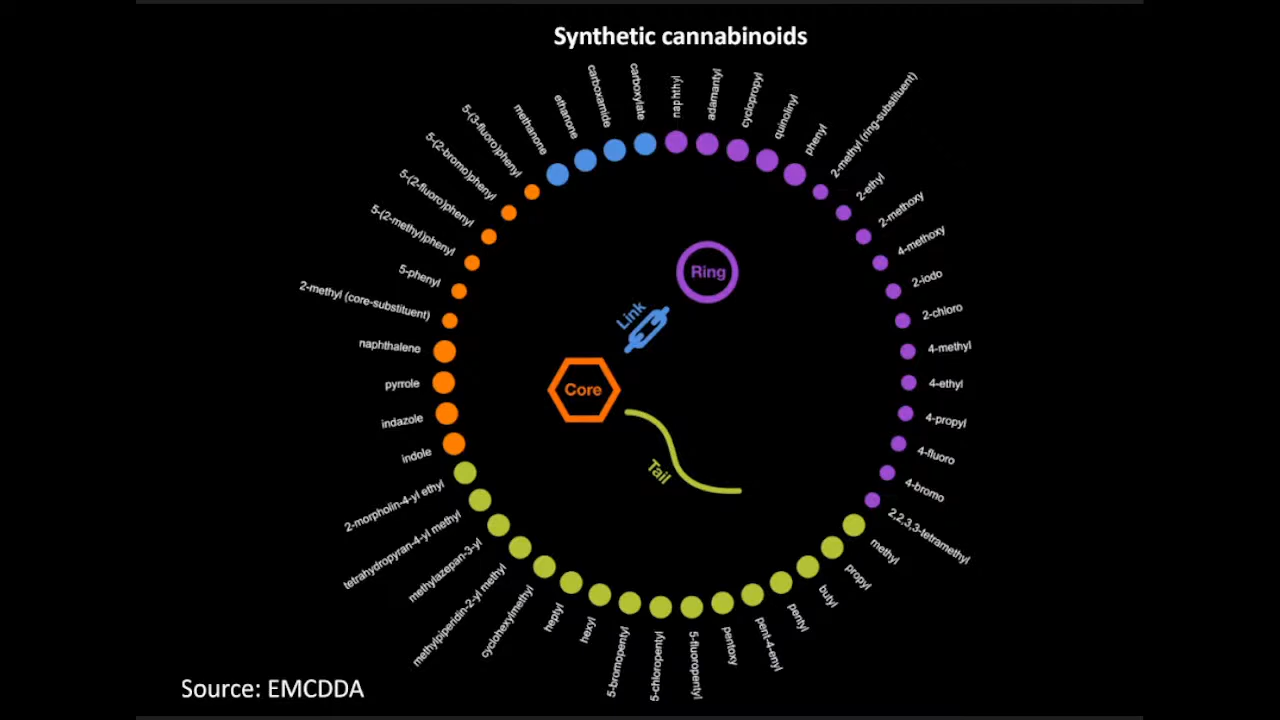 Synthetic cannabinoids
naphthyl
adamantyl
cyclopropyl
quinolinyl
phenyl
2-methyl (ring-substituent)
2-ethyl
2-methoxy
4-methoxy
2-iodo
2-chloro
4-methyl
4-ethyl
4-propyl
4-fluoro
4-bromo
2,2,3,3-tetramethyl
methyl
propyl
butyl
pentyl
pent-4-enyl
pentoxy
5-fluoropentyl
5-chloropentyl
5-bromopentyl
hexyl
heptyl
cyclohexylmethyl
methylpiperidin-2-yl methyl
methylazepan-3-yl
tetrahydropyran-4-yl methyl
2-morpholin-4-yl ethyl
indole
indazole
pyrrole
naphthalene
2-methyl (core-substituent)
5-phenyl
5-(2-methyl)phenyl
5-(2-fluoro)phenyl
5-(2-bromo)phenyl
5-(3-fluoro)phenyl
methanone
ethanone
carboxamide
carboxylate
Ring
Link
Core
Tail
Source: EMCDDA